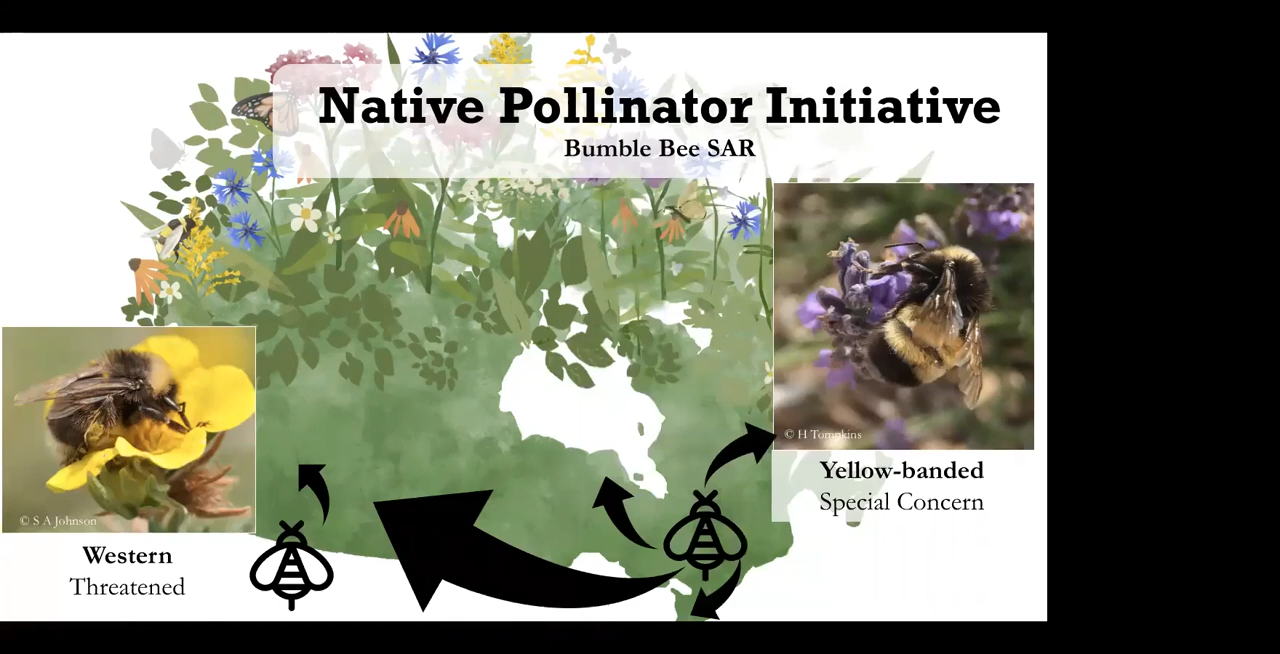 Native Pollinator Initiative
Bumble Bee SAR
© H Tompkins
Yellow-banded
Special Concern
© S A Johnson
Western
Threatened